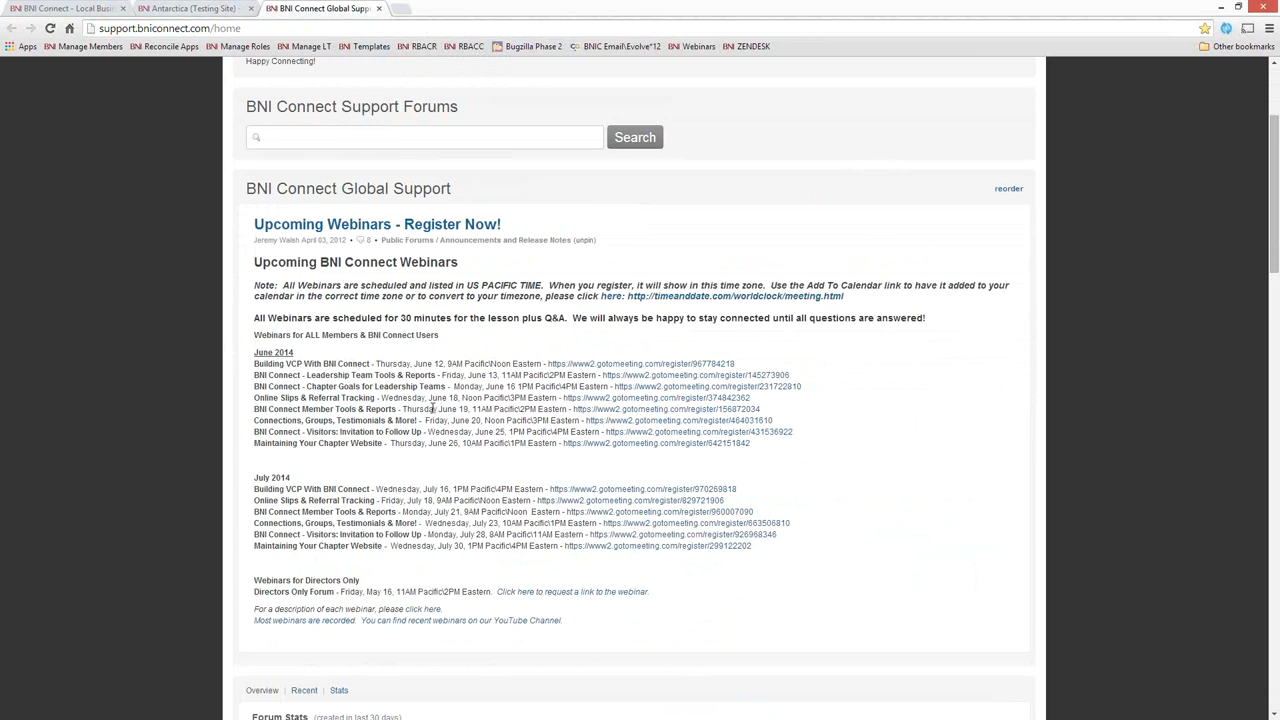 BNI Connect - Local Busi
Antarctica (Testing Site) -
BNI Connect Global Supp
support.bniconnect.com/home
Apps BNI Manage Members BNI Reconcile Apps BNI Manage Roles BNI Manage LT BNI Templates BNI RBACR BNI RBACC Bugzilla Phase 2 BNIC Email\Evolve*12 BNI Webinars BNI ZENDESK Other bookmarks
Happy Connecting!
BNI Connect Support Forums
Search
BNI Connect Global Support
reorder
Upcoming Webinars - Register Now!
Jeremy Walsh April 03, 2012 • 8 • Public Forums / Announcements and Release Notes (unpin)
Upcoming BNI Connect Webinars
Note: All Webinars are scheduled and listed in US PACIFIC TIME. When you register, it will show in this time zone. Use the Add To Calendar link to have it added to your
calendar in the correct time zone or to convert to your timezone, please click here: http://timeanddate.com/worldclock/meeting.html
All Webinars are scheduled for 30 minutes for the lesson plus Q&A. We will always be happy to stay connected until all questions are answered!
Webinars for ALL Members & BNI Connect Users
June 2014
Building VCP With BNI Connect - Thursday, June 12, 9AM Pacific\Noon Eastern - https://www2.gotomeeting.com/register/967784218
BNI Connect - Leadership Team Tools & Reports - Friday, June 13, 11AM Pacific\2PM Eastern - https://www2.gotomeeting.com/register/145273906
BNI Connect - Chapter Goals for Leadership Teams - Monday, June 16 1PM Pacific\4PM Eastern - https://www2.gotomeeting.com/register/231722810
Online Slips & Referral Tracking - Wednesday, June 18, Noon Pacific\3PM Eastern - https://www2.gotomeeting.com/register/374842362
BNI Connect Member Tools & Reports - Thursday June 19, 11AM Pacific\2PM Eastern - https://www2.gotomeeting.com/register/156872034
Connections, Groups, Testimonials & More! - Friday, June 20, Noon Pacific\3PM Eastern - https://www2.gotomeeting.com/register/464031610
BNI Connect - Visitors: Invitation to Follow Up - Wednesday, June 25, 1PM Pacific\4PM Eastern - https://www2.gotomeeting.com/register/431536922
Maintaining Your Chapter Website - Thursday, June 26, 10AM Pacific\1PM Eastern - https://www2.gotomeeting.com/register/642151842
July 2014
Building VCP With BNI Connect - Wednesday, July 16, 1PM Pacific\4PM Eastern - https://www2.gotomeeting.com/register/970269818
Online Slips & Referral Tracking - Friday, July 18, 9AM Pacific\Noon Eastern - https://www2.gotomeeting.com/register/829721906
BNI Connect Member Tools & Reports - Monday, July 21, 9AM Pacific\Noon Eastern - https://www2.gotomeeting.com/register/960007090
Connections, Groups, Testimonials & More! - Wednesday, July 23, 10AM Pacific\1PM Eastern - https://www2.gotomeeting.com/register/663506810
BNI Connect - Visitors: Invitation to Follow Up - Monday, July 28, 8AM Pacific\11AM Eastern - https://www2.gotomeeting.com/register/926968346
Maintaining Your Chapter Website - Wednesday, July 30, 1PM Pacific\4PM Eastern - https://www2.gotomeeting.com/register/299122202
Webinars for Directors Only
Directors Only Forum - Friday, May 16, 11AM Pacific\2PM Eastern. Click here to request a link to the webinar.
For a description of each webinar, please click here.
Most webinars are recorded. You can find recent webinars on our YouTube Channel.
Overview | Recent | Stats
Forum Stats (created in last 30 days)